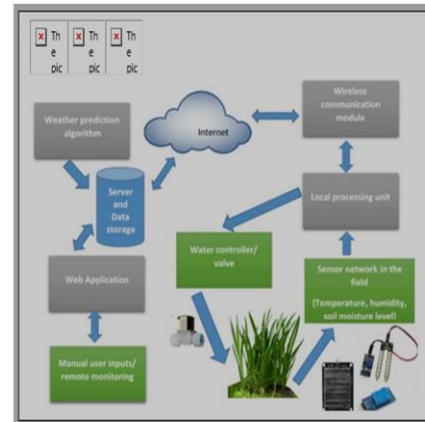 Th Th Th
e e e
pic pic pic
Weather prediction
algorithm
Internet
Wireless
communication
module
Server
and
Data
storage
Local processing unit
Water controller/
valve
Web Application
Sensor network in the
field
(Temperature, humidity,
soil moisture level)
Manual user inputs/
remote monitoring